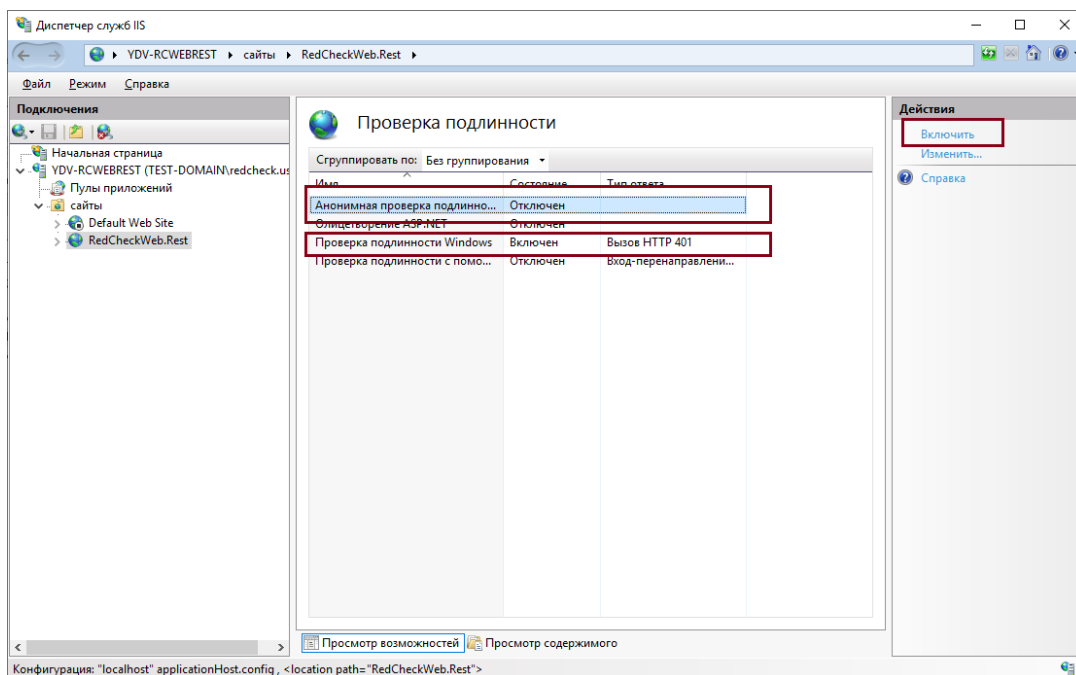 Диспетчер служб IIS
YDV-RCWEBREST сайты RedCheckWeb.Rest
Файл Режим Справка
Подключения
Начальная страница
YDV-RCWEBREST (TEST-DOMAIN\redcheck.us
Пулы приложений
сайты
Default Web Site
RedCheckWeb.Rest
Проверка подлинности
Сгруппировать по: Без группирования
Имя Состояние Тип ответа
Анонимная проверка подлинно... Отключен
Олицетворение ASP.NET Отключен
Проверка подлинности Windows Включен Вызов HTTP 401
Проверка подлинности с помо... Отключен Вход-перенаправлени...
Просмотр возможностей Просмотр содержимого
Действия
Включить
Изменить...
Справка
Конфигурация: "localhost" applicationHost.config , <location path="RedCheckWeb.Rest">